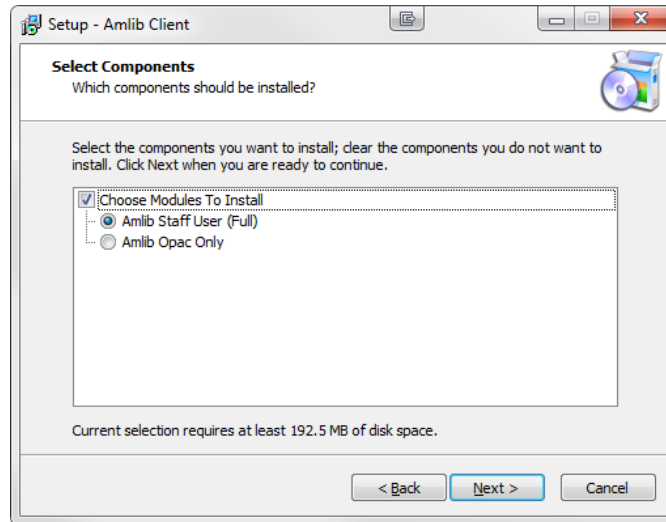 Setup - Amlib Client
Select Components
Which components should be installed?
Select the components you want to install; clear the components you do not want to
install. Click Next when you are ready to continue.
Choose Modules To Install
Amlib Staff User (Full)
Amlib Opac Only
Current selection requires at least 192.5 MB of disk space.
< Back
Next >
Cancel